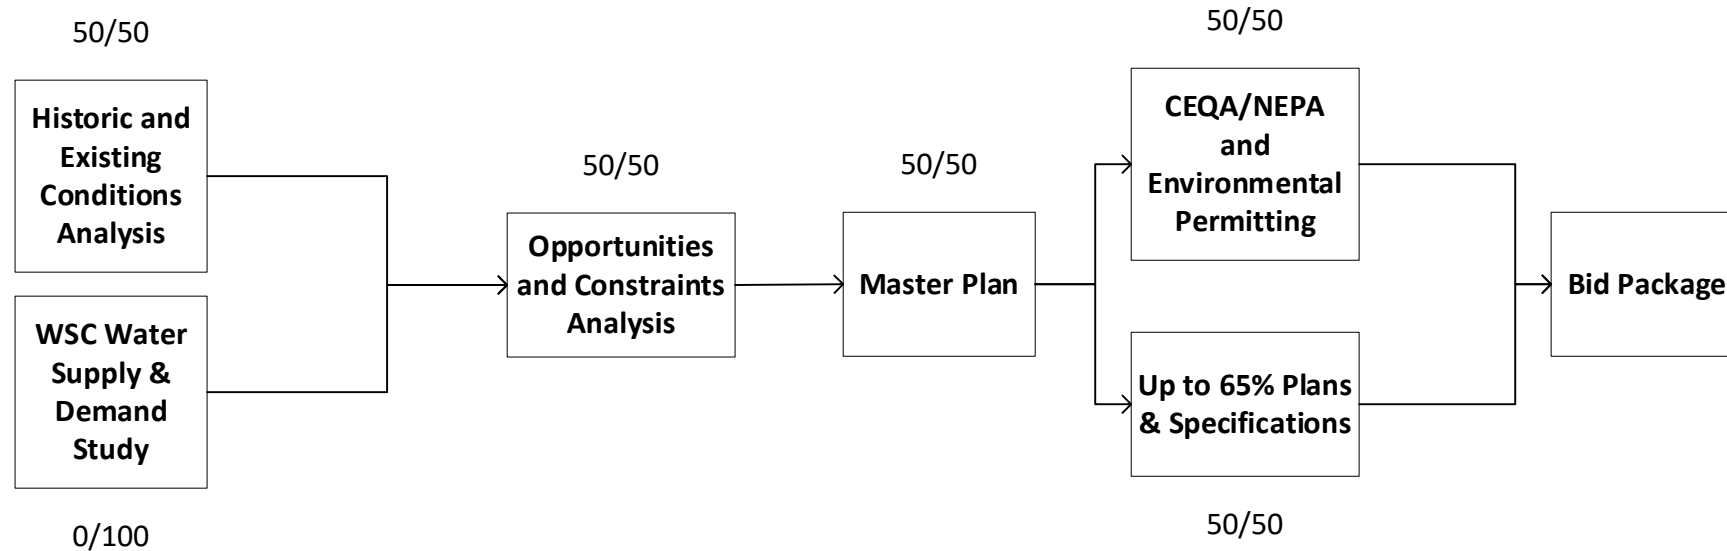 50/50
Historic and
Existing
Conditions
Analysis
WSC Water
Supply &
Demand
Study
0/100
50/50
Opportunities
and Constraints
Analysis
50/50
Master Plan
50/50
CEQA/NEPA
and
Environmental
Permitting
Up to 65% Plans
& Specifications
50/50
Bid Package